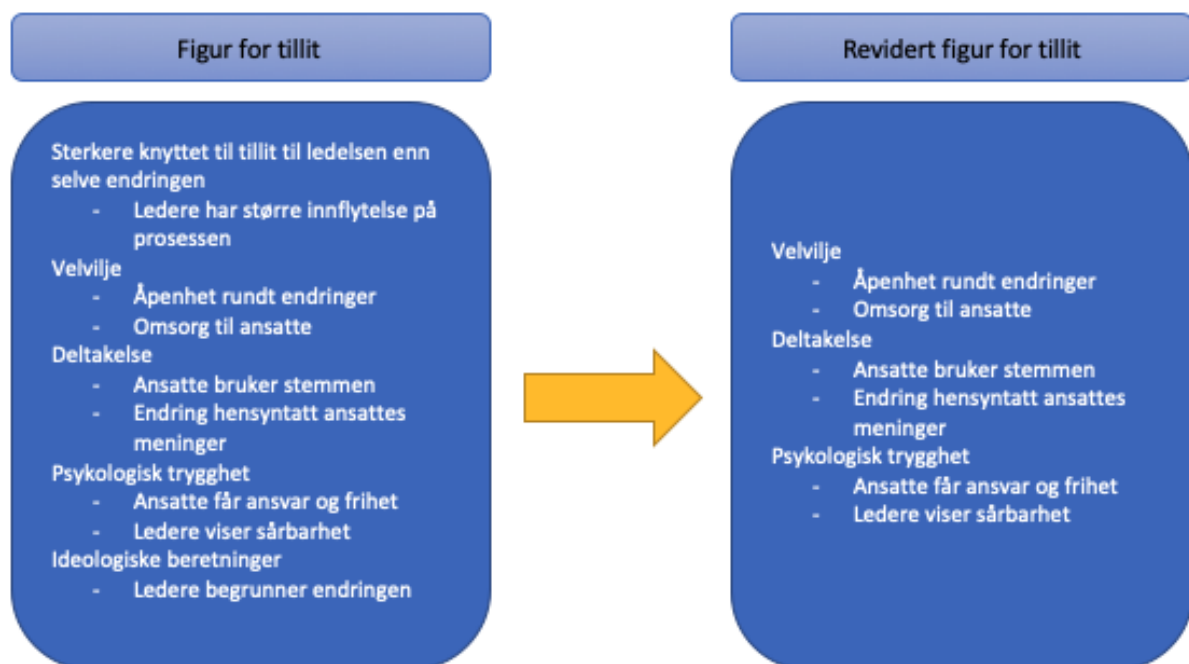 Figur for tillit
Sterkere knyttet til tillit til ledelsen enn
selve endringen
- Ledere har større innflytelse på
prosessen
Velvilje
- Åpenhet rundt endringer
- Omsorg til ansatte
Deltakelse
- Ansatte bruker stemmen
- Endring hensyntatt ansattes
meninger
Psykologisk trygghet
- Ansatte får ansvar og frihet
- Ledere viser sårbarhet
Ideologiske beretninger
- Ledere begrunner endringen
Revidert figur for tillit
Velvilje
- Åpenhet rundt endringer
- Omsorg til ansatte
Deltakelse
- Ansatte bruker stemmen
- Endring hensyntatt ansattes
meninger
Psykologisk trygghet
- Ansatte får ansvar og frihet
- Ledere viser sårbarhet